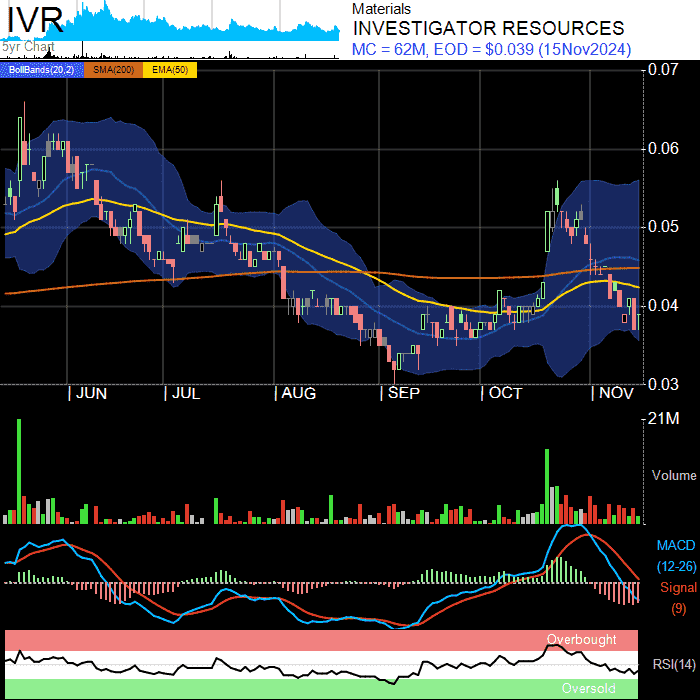 IVR
5yr Chart
Materials
INVESTIGATOR RESOURCES
MC = 62M, EOD = $0.039 (15Nov2024)
BollBands(20,2) SMA(200) EMA(50)
0.07
0.06
0.05
0.04
0.03
JUN JUL AUG SEP OCT NOV
21M
Volume
MACD
(12-26)
Signal
(9)
Overbought
RSI(14)
Oversold